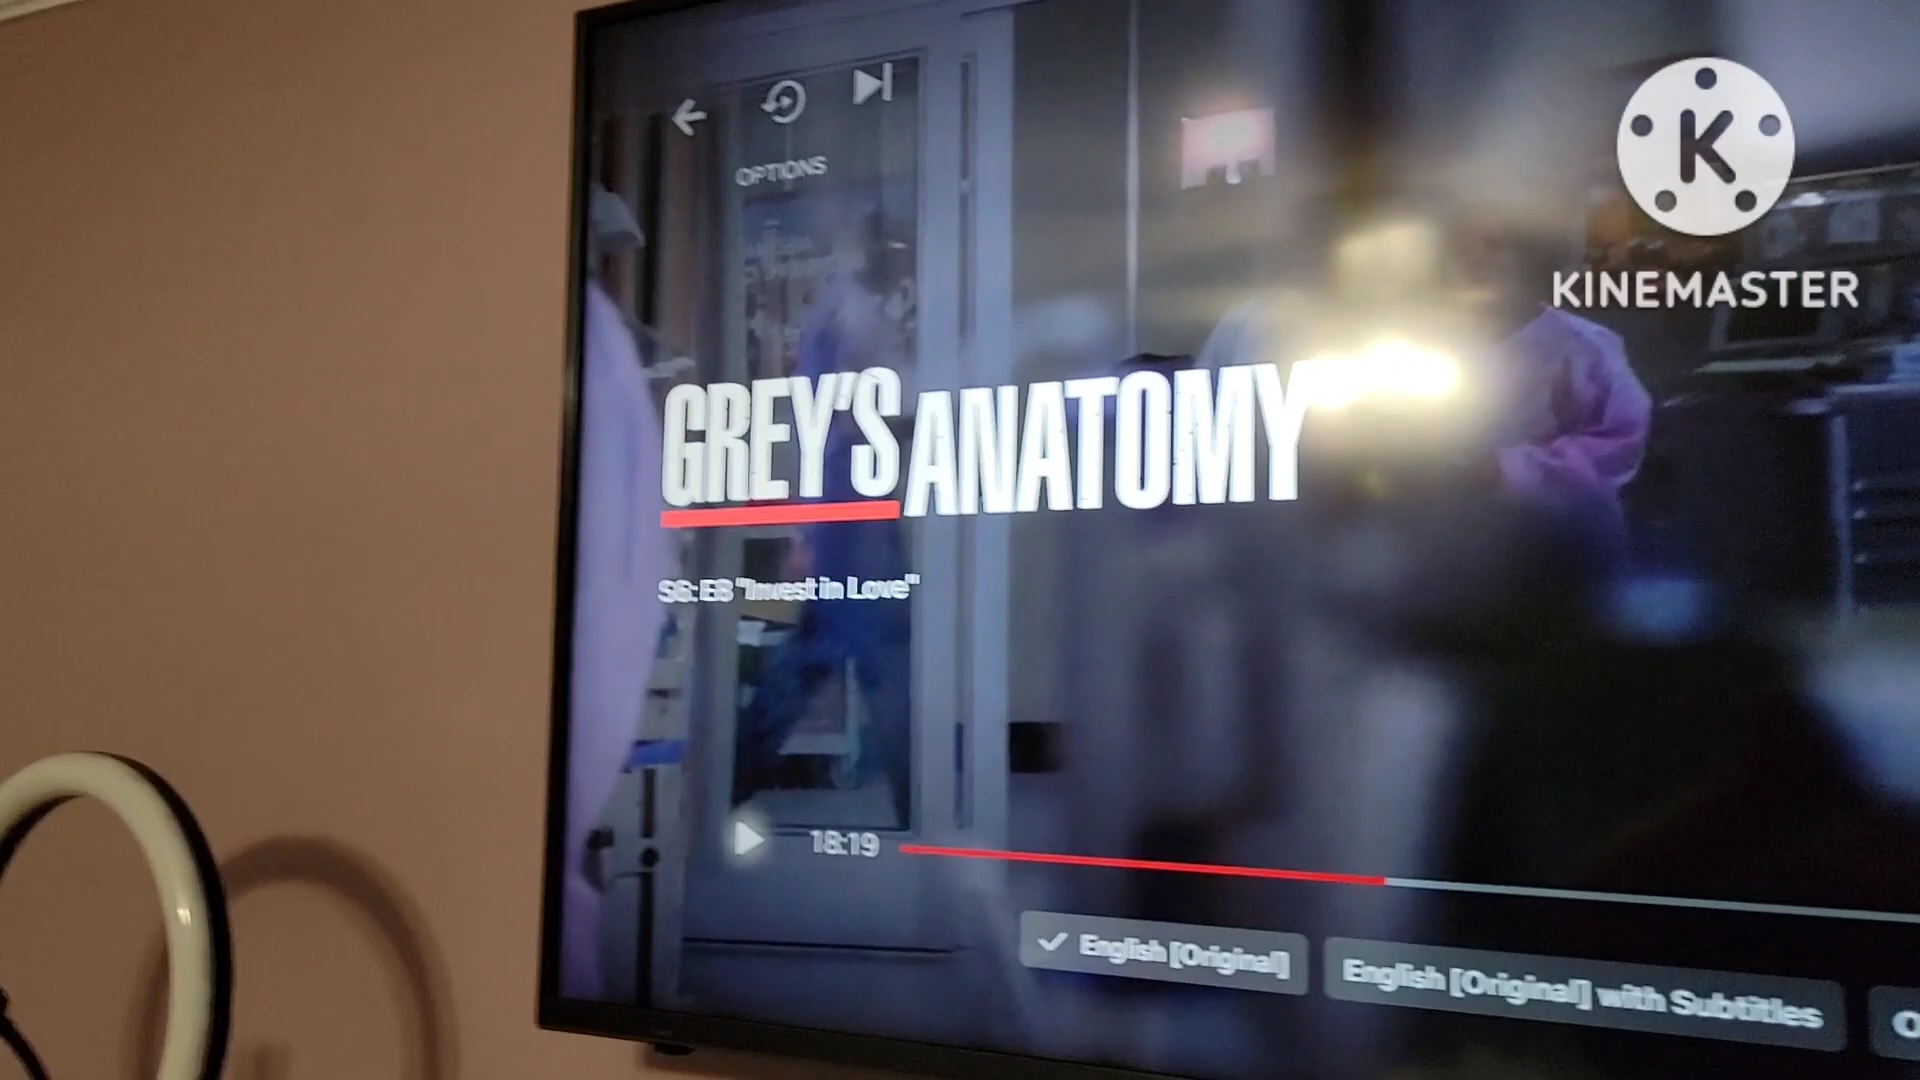 OPTIONS
K
KINEMASTER
GREY'S ANATOMY
S6: E8 "Invest in Love"
18:19
English [Original]
English [Original] with Subtitles